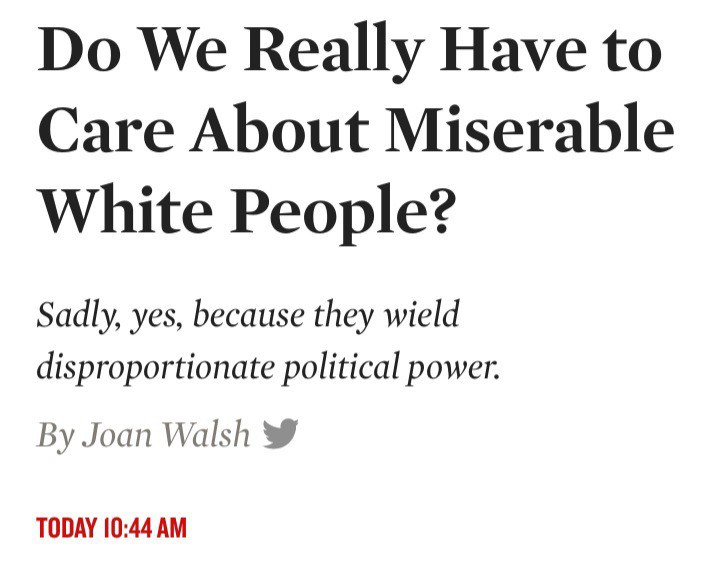 Do We Really Have to
Care About Miserable
White People?
Sadly, yes, because they wield
disproportionate political power.
By Joan Walsh
TODAY 10:44 AM